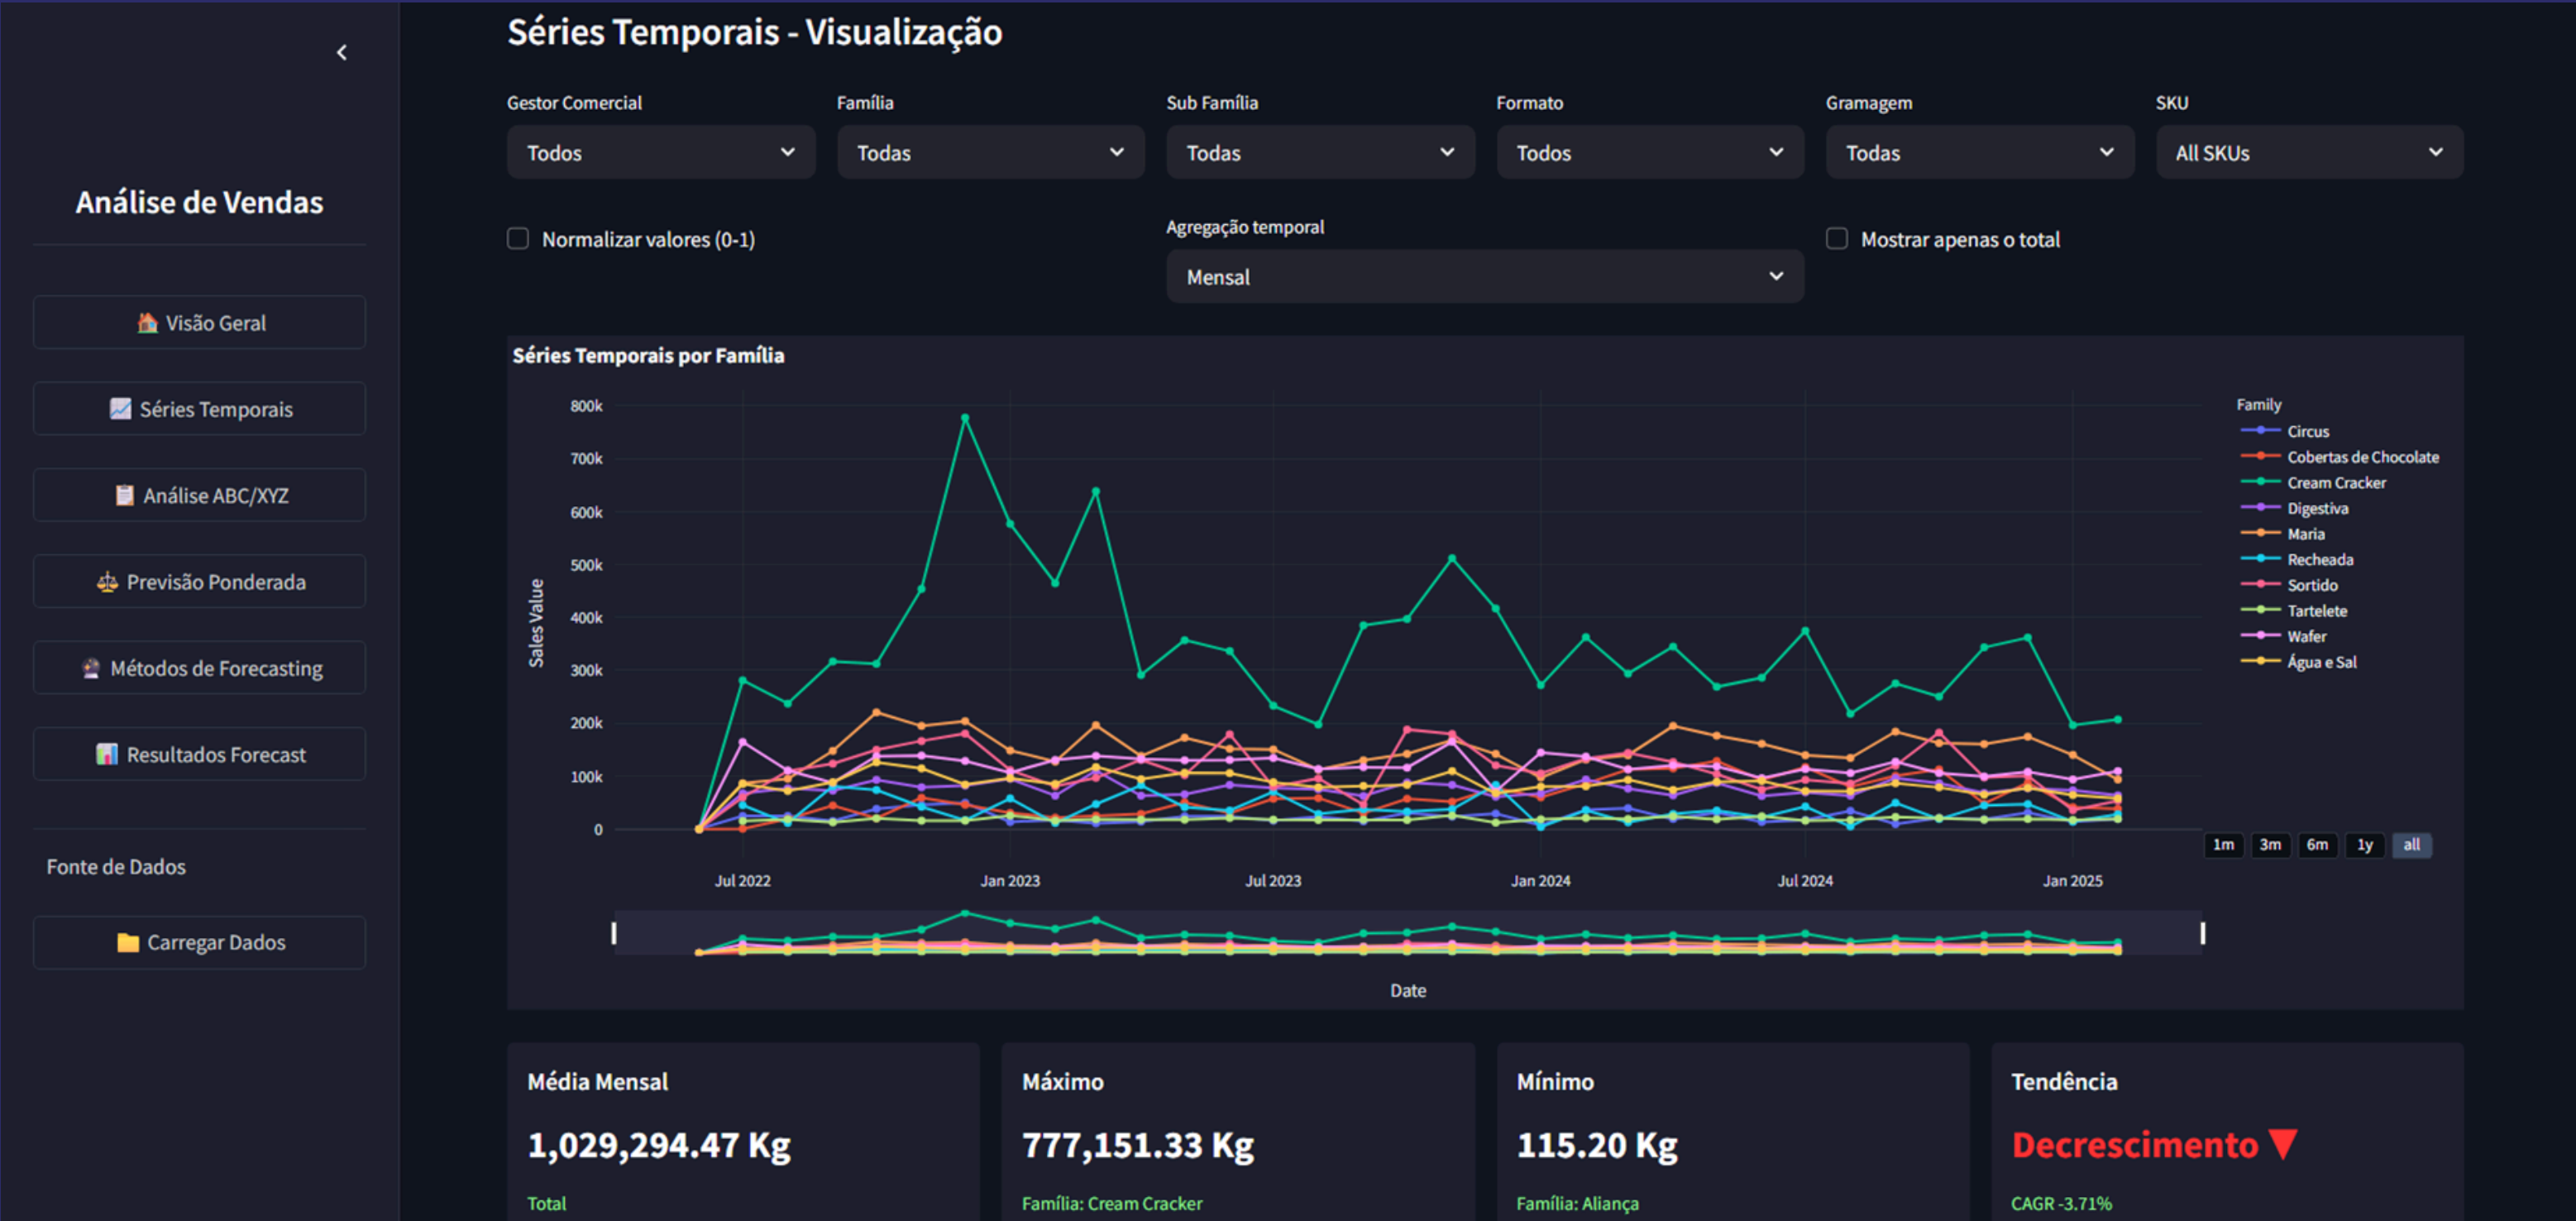 Análise de Vendas
🏠 Visão Geral
📈 Séries Temporais
📋 Análise ABC/XYZ
⚖️ Previsão Ponderada
🔮 Métodos de Forecasting
📊 Resultados Forecast
Fonte de Dados
📁 Carregar Dados
Séries Temporais - Visualização
Gestor Comercial
Todos
Família
Todas
Sub Família
Todas
Formato
Todos
Gramagem
Todas
SKU
All SKUs
Normalizar valores (0-1)
Agregação temporal
Mensal
Mostrar apenas o total
Séries Temporais por Família
Sales Value
800k
700k
600k
500k
400k
300k
200k
100k
0
Jul 2022
Jan 2023
Jul 2023
Jan 2024
Jul 2024
Jan 2025
Date
Family
Circus
Cobertas de Chocolate
Cream Cracker
Digestiva
Maria
Recheada
Sortido
Tartelete
Wafer
Água e Sal
1m
3m
6m
1y
all
Média Mensal
1,029,294.47 Kg
Total
Máximo
777,151.33 Kg
Família: Cream Cracker
Mínimo
115.20 Kg
Família: Aliança
Tendência
Decrescimento ▼
CAGR -3.71%